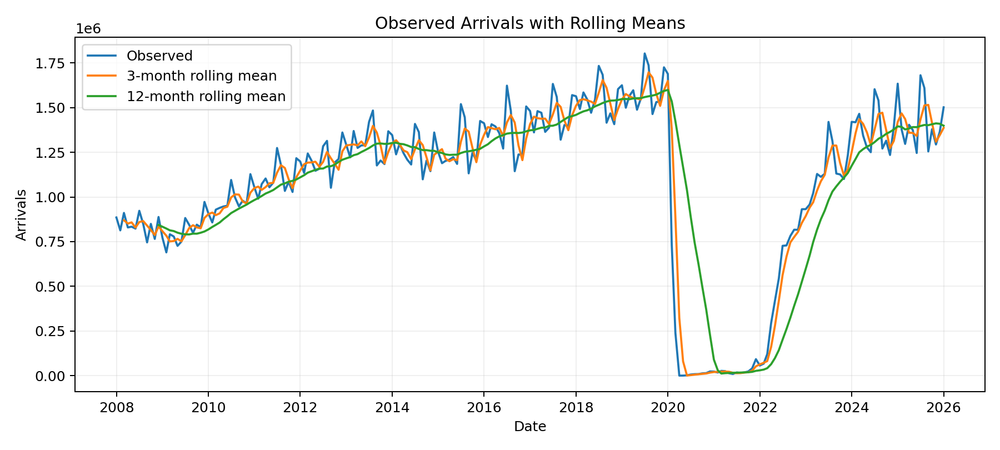 Observed Arrivals with Rolling Means
1e6
Observed
3-month rolling mean
12-month rolling mean
1.75
1.50
1.25
1.00
0.75
0.50
0.25
0.00
Arrivals
2008 2010 2012 2014 2016 2018 2020 2022 2024 2026
Date